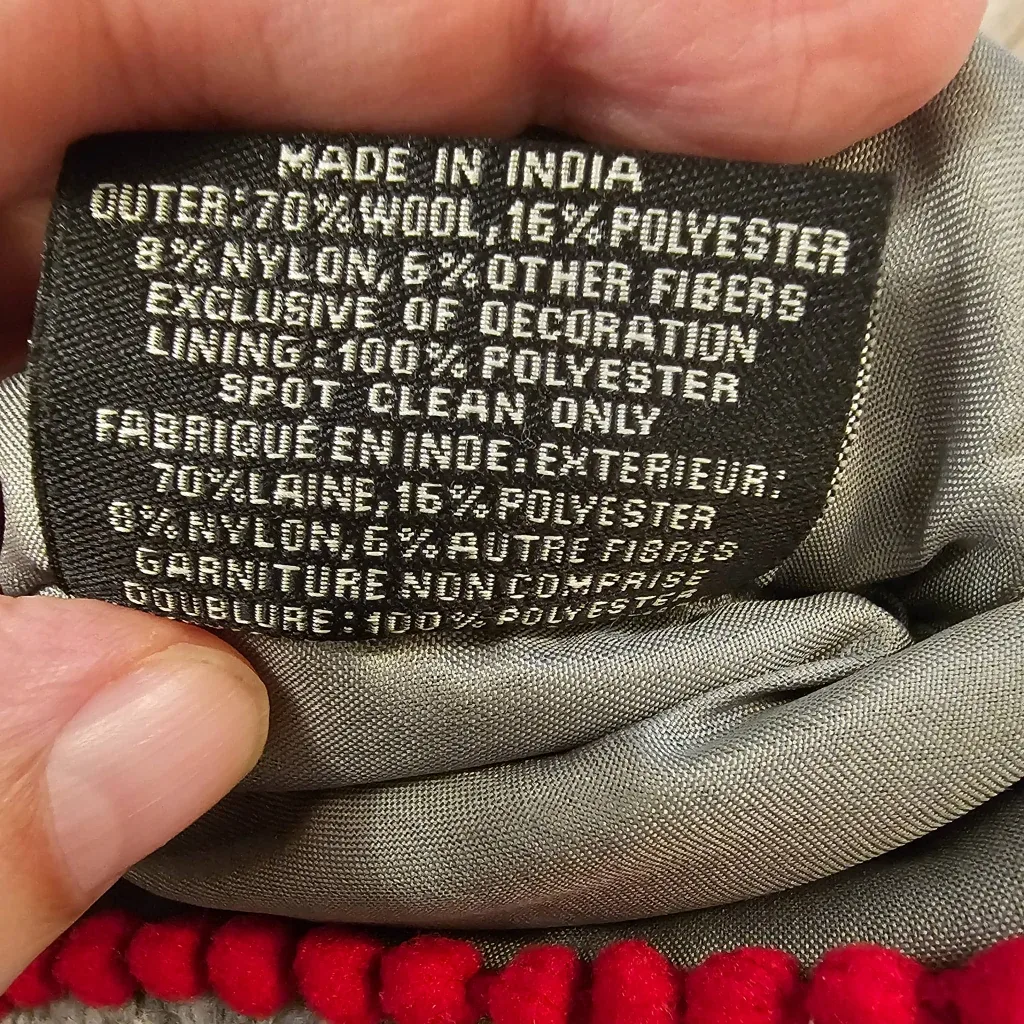 MADE IN INDIA
OUTER:70%WOOL,16%POLYESTER
8%NYLON,6%OTHER FIBERS
EXCLUSIVE OF DECORATION
LINING:100% POLYESTER
SPOT CLEAN ONLY
FABRIQUÉ EN INDE:EXTERIEUR:
70%LAINE,16%POLYESTER
8%NYLON,6%AUTRE FIBRES
GARNITURE NON COMPRISE
DOUBLURE:100%POLYESTER